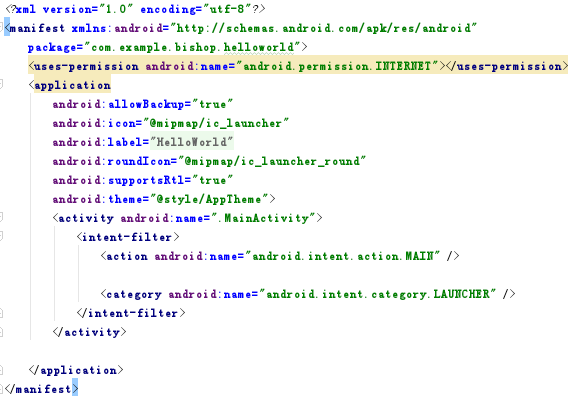 <?xml version="1.0" encoding="utf-8"?>
<manifest xmlns:android="http://schemas.android.com/apk/res/android"
    package="com.example.bishop.helloworld">
    <uses-permission android:name="android.permission.INTERNET"></uses-permission>
    <application
        android:allowBackup="true"
        android:icon="@mipmap/ic_launcher"
        android:label="HelloWorld"
        android:roundIcon="@mipmap/ic_launcher_round"
        android:supportsRtl="true"
        android:theme="@style/AppTheme">
        <activity android:name=".MainActivity">
            <intent-filter>
                <action android:name="android.intent.action.MAIN" />
                <category android:name="android.intent.category.LAUNCHER" />
            </intent-filter>
        </activity>
    </application>
</manifest>